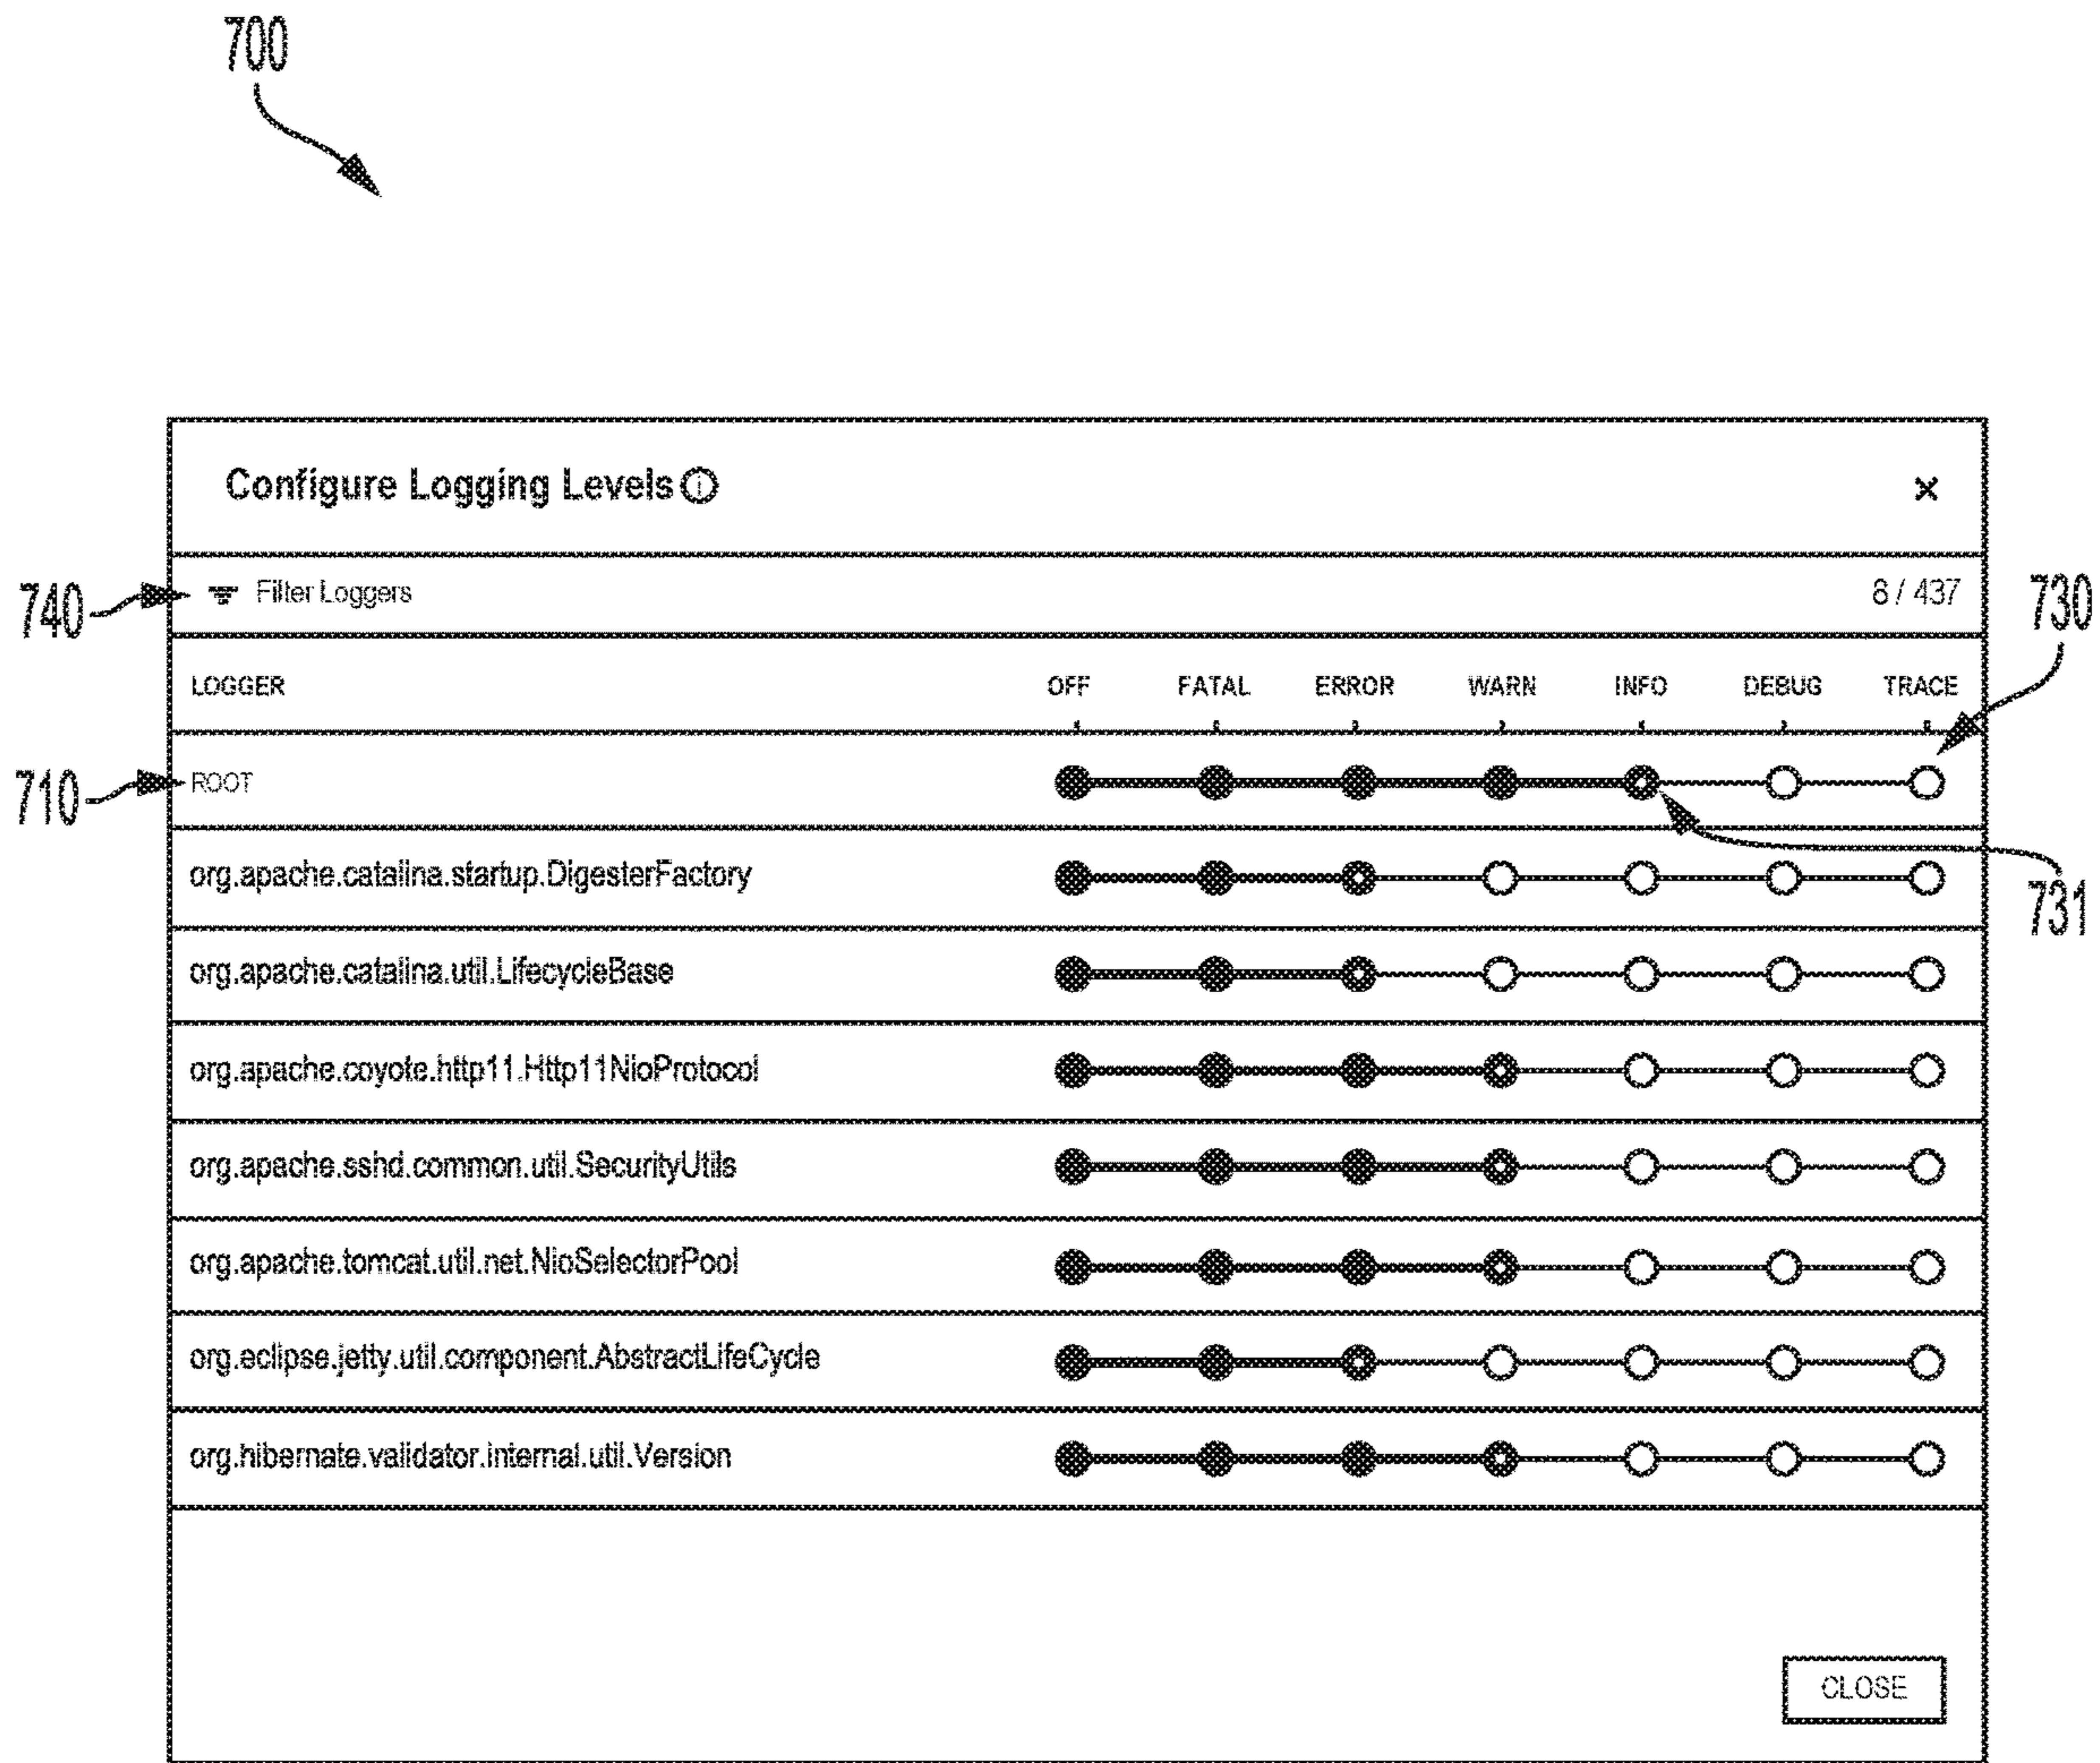 700
Configure Logging Levels ⓘ ×
740 Filter Loggers 8 / 437 730
LOGGER OFF FATAL ERROR WARN INFO DEBUG TRACE
710 ROOT
org.apache.catalina.startup.DigesterFactory
731
org.apache.catalina.util.LifecycleBase
org.apache.coyote.http11.Http11NioProtocol
org.apache.sshd.common.util.SecurityUtils
org.apache.tomcat.util.net.NioSelectorPool
org.eclipse.jetty.util.component.AbstractLifeCycle
org.hibernate.validator.internal.util.Version
CLOSE